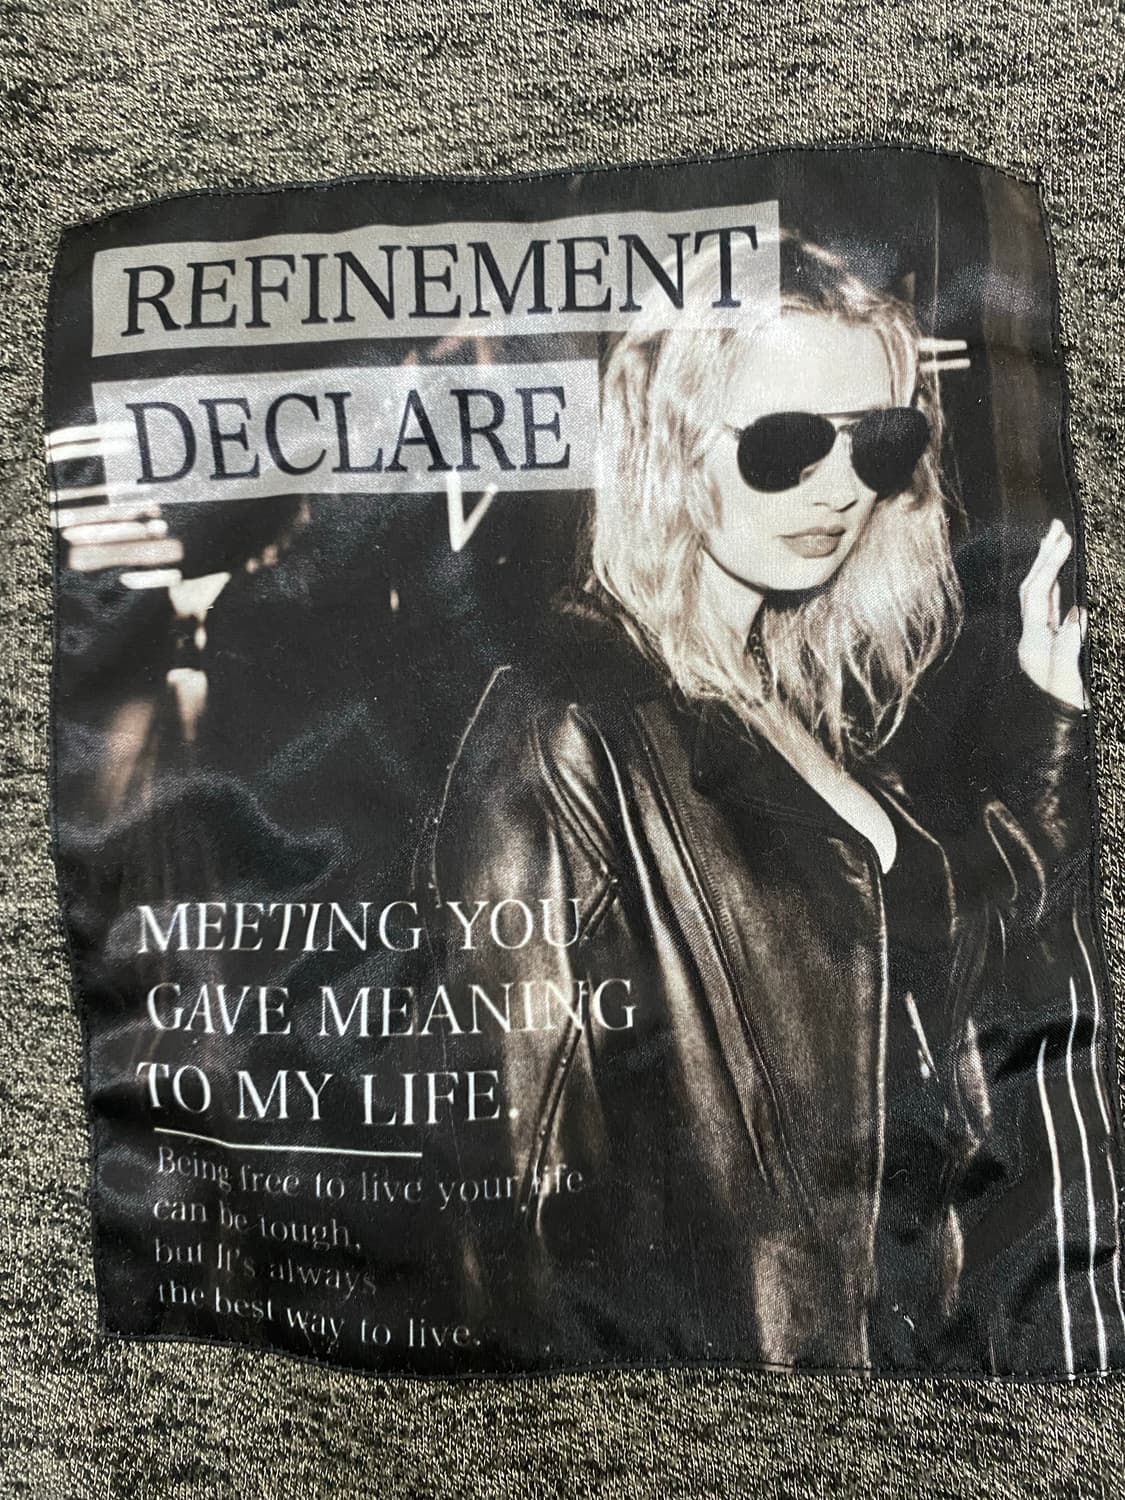 REFINEMENT
DECLARE
MEETING YOU
GAVE MEANING
TO MY LIFE.
Being free to live your life
can be tough,
but It's always
the best way to live.